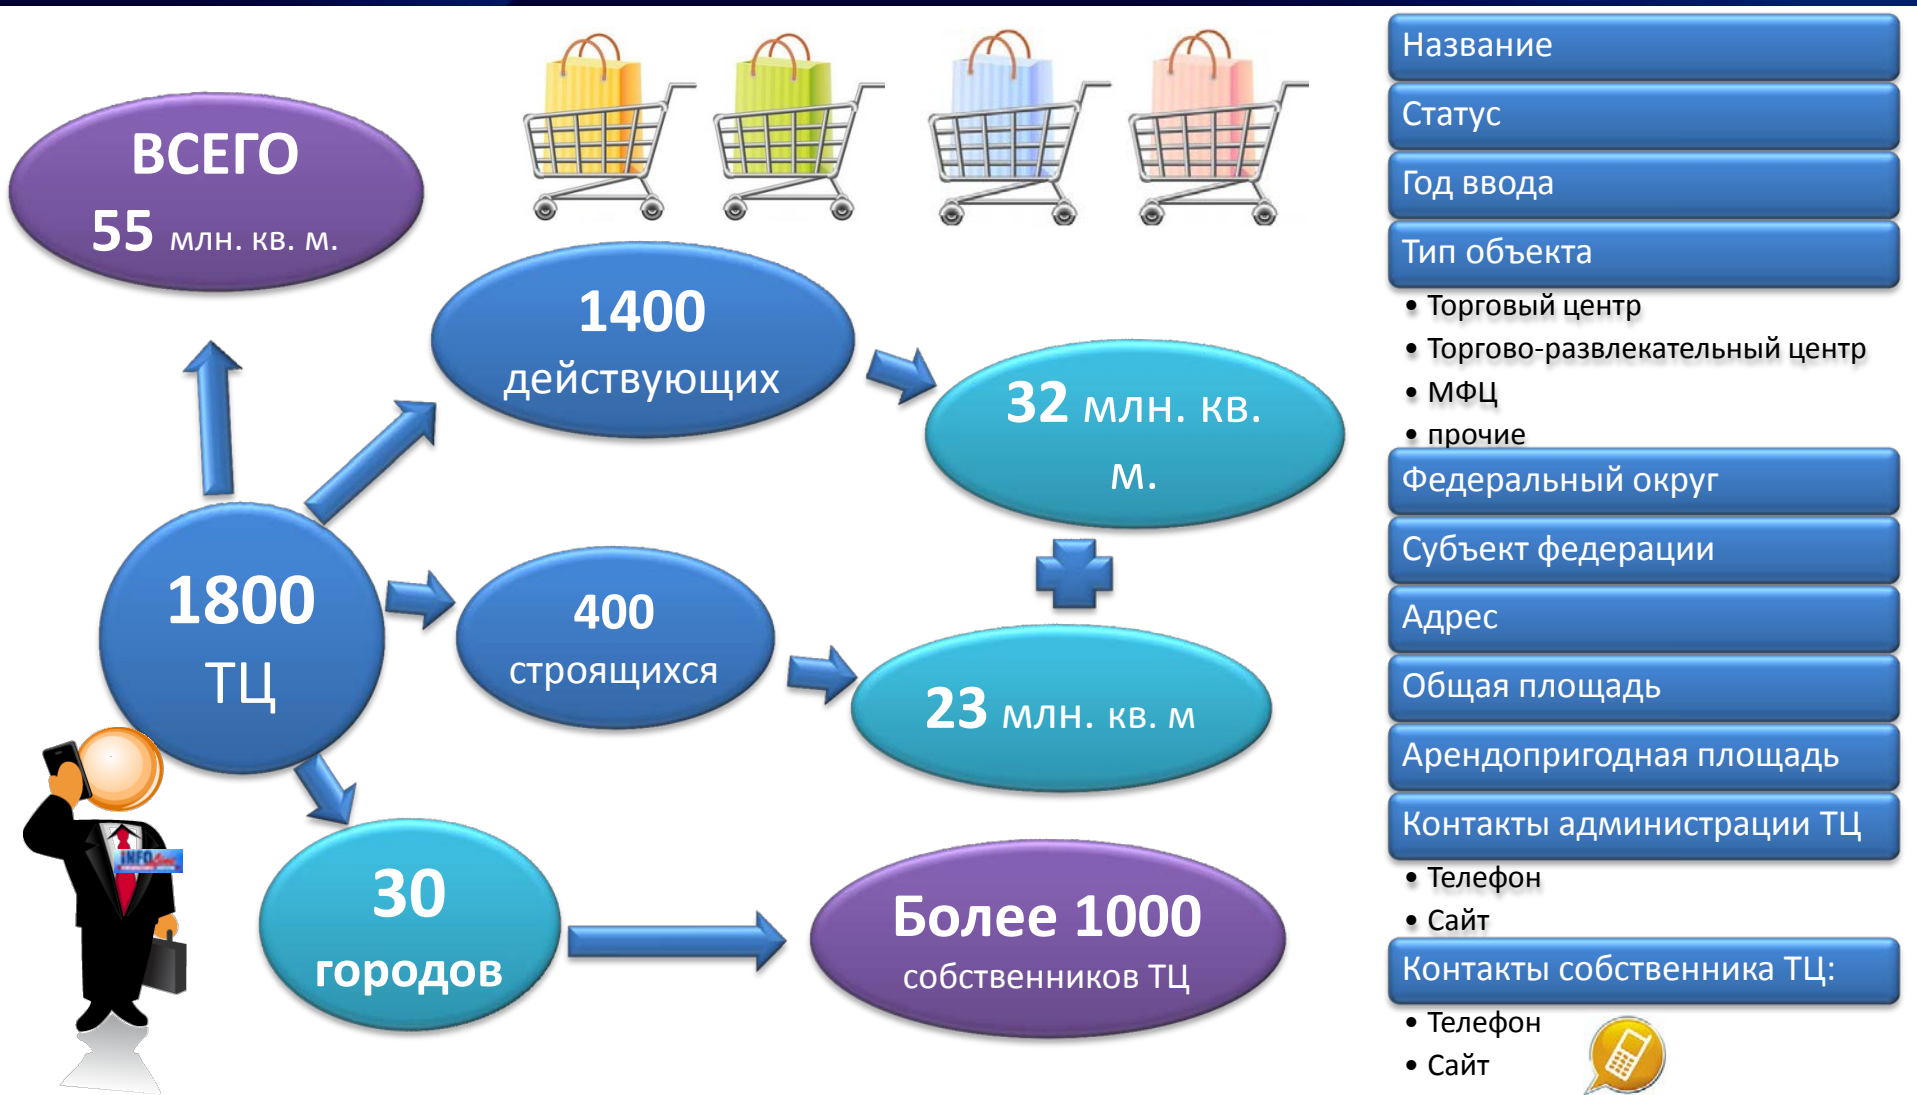 ВСЕГО
55 млн. кв. м.
1400
действующих
32 млн. кв.
м.
1800
ТЦ
400
строящихся
23 млн. кв. м
30
городов
Более 1000
собственников ТЦ
INFOLine
Название
Статус
Год ввода
Тип объекта
• Торговый центр
• Торгово-развлекательный центр
• МФЦ
• прочие
Федеральный округ
Субъект федерации
Адрес
Общая площадь
Арендопригодная площадь
Контакты администрации ТЦ
• Телефон
• Сайт
Контакты собственника ТЦ:
• Телефон
• Сайт